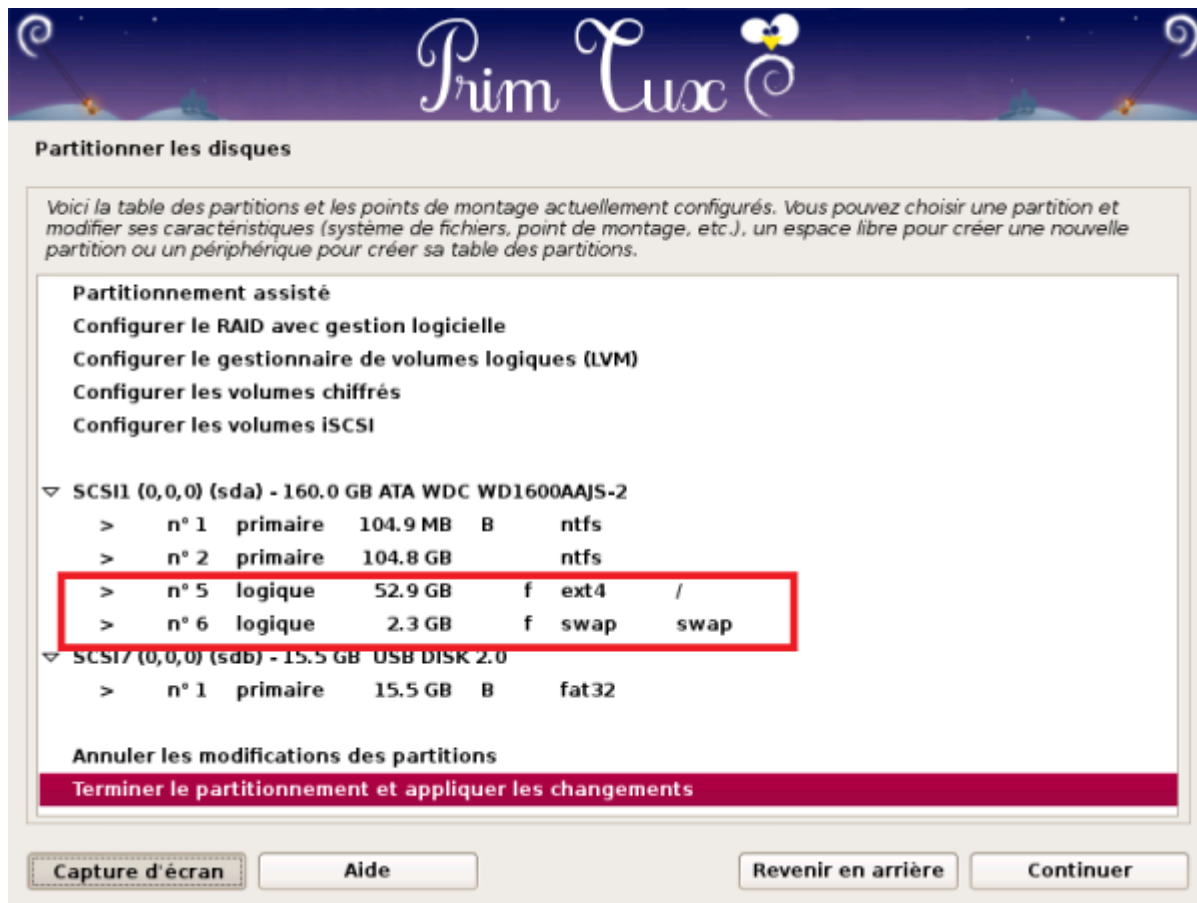 Prim Tux
Partitionner les disques
Voici la table des partitions et les points de montage actuellement configurés. Vous pouvez choisir une partition et
modifier ses caractéristiques (système de fichiers, point de montage, etc.), un espace libre pour créer une nouvelle
partition ou un périphérique pour créer sa table des partitions.
Partitionnement assisté
Configurer le RAID avec gestion logicielle
Configurer le gestionnaire de volumes logiques (LVM)
Configurer les volumes chiffrés
Configurer les volumes iSCSI
SCSI1 (0,0,0) (sda) - 160.0 GB ATA WDC WD1600AAJS-2
> n° 1 primaire 104.9 MB B ntfs
> n° 2 primaire 104.8 GB ntfs
> n° 5 logique 52.9 GB f ext4 /
> n° 6 logique 2.3 GB f swap swap
SCSI7 (0,0,0) (sdb) - 15.5 GB USB DISK 2.0
> n° 1 primaire 15.5 GB B fat32
Annuler les modifications des partitions
Terminer le partitionnement et appliquer les changements
Capture d'écran Aide Revenir en arrière Continuer